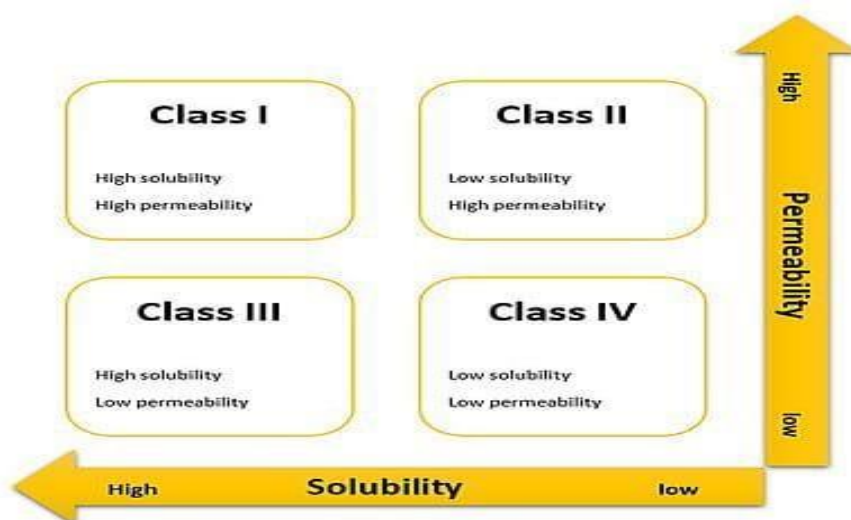 Class I
High solubility
High permeability
Class II
Low solubility
High permeability
Class III
High solubility
Low permeability
Class IV
Low solubility
Low permeability
High
Permeability
low
High Solubility low